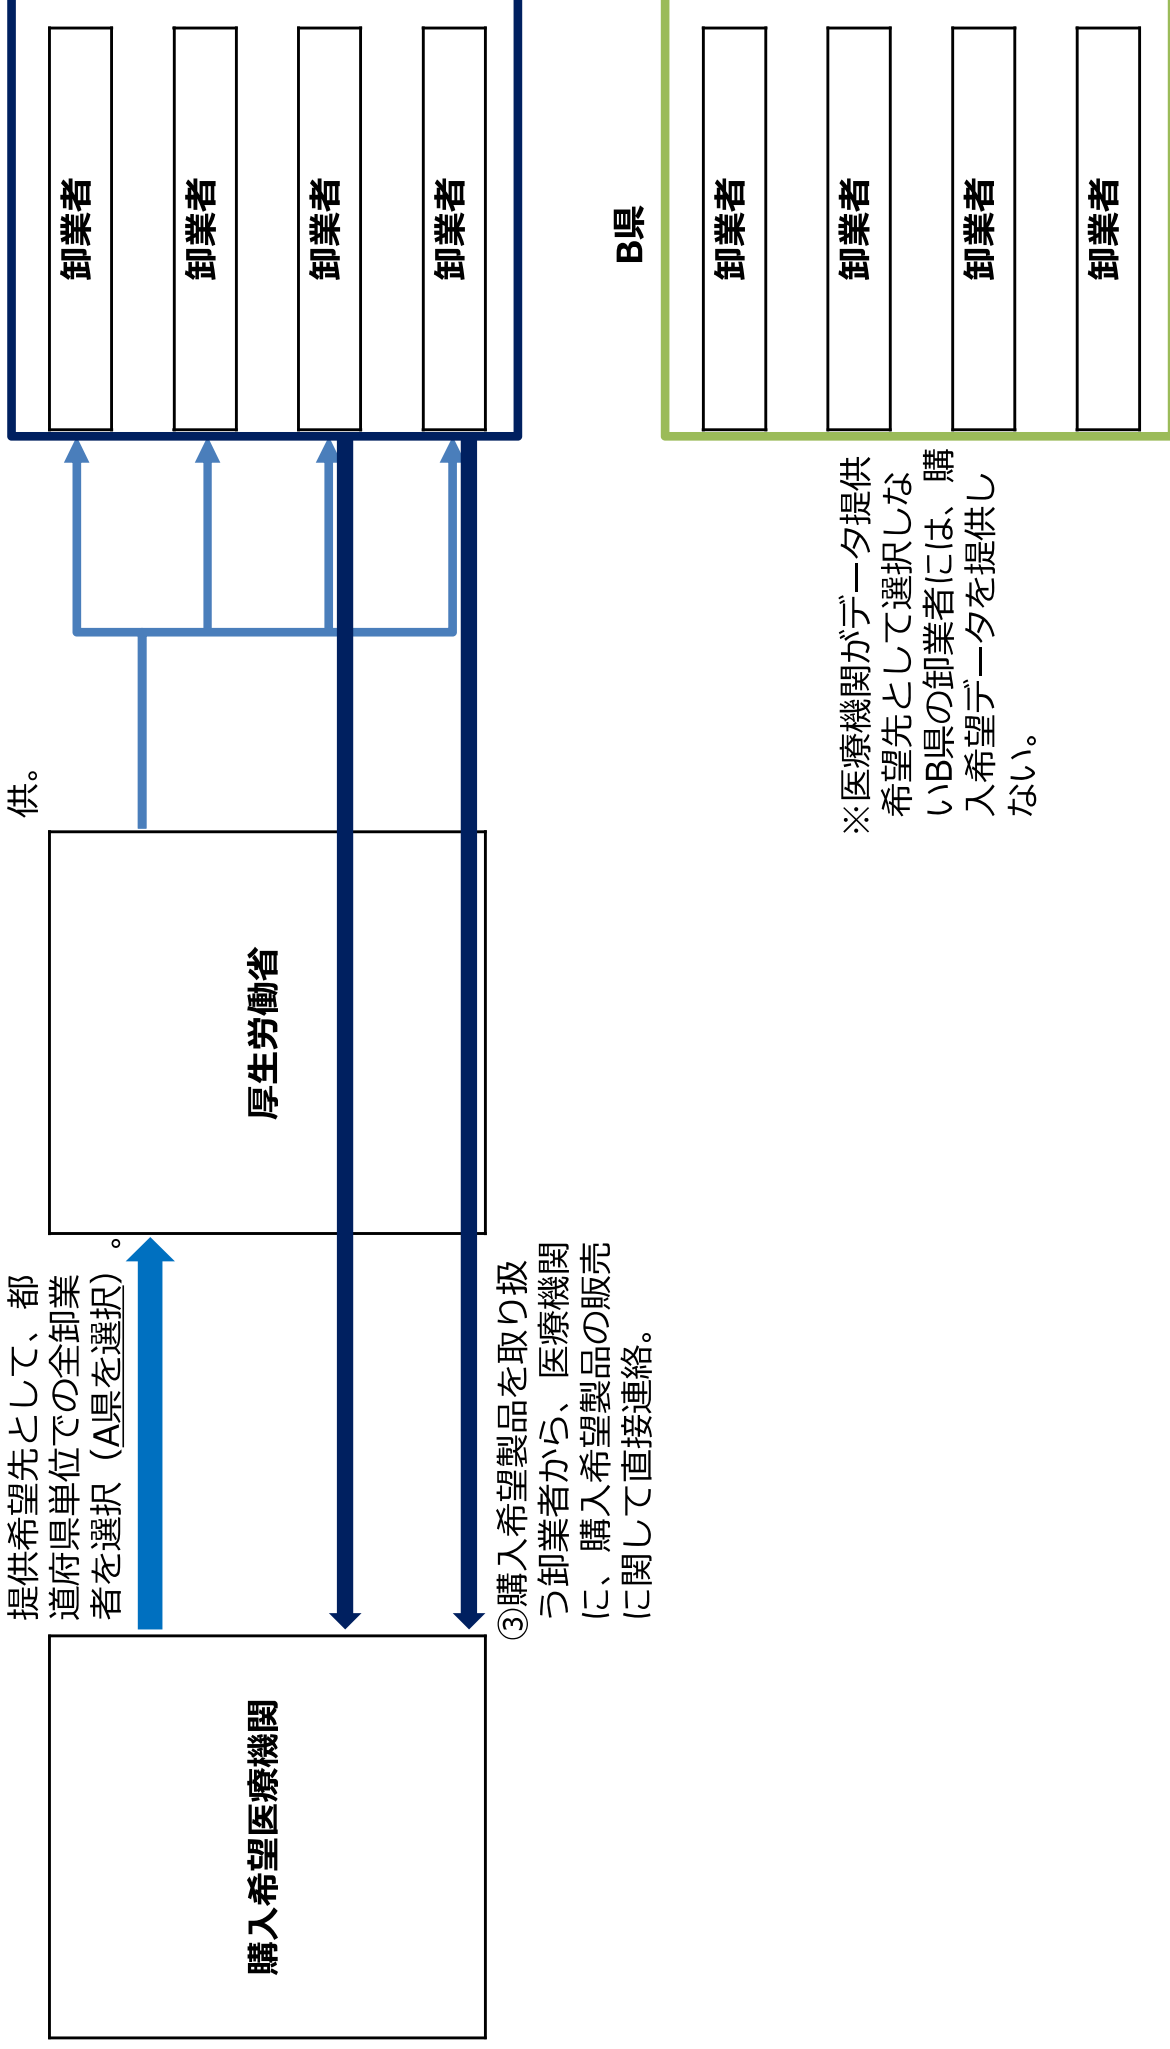 提供希望先として、都
道府県単位での全卸業
者を選択（A県を選択）。
購入希望医療機関
厚生労働省
供。
卸業者
卸業者
卸業者
卸業者
③購入希望製品を取り扱
う卸業者から、医療機関
に、購入希望製品の販売
に関して直接連絡。
B県
卸業者
卸業者
卸業者
卸業者
※医療機関がデータ提供
希望先として選択しな
いB県の卸業者には、購
入希望データを提供し
ない。